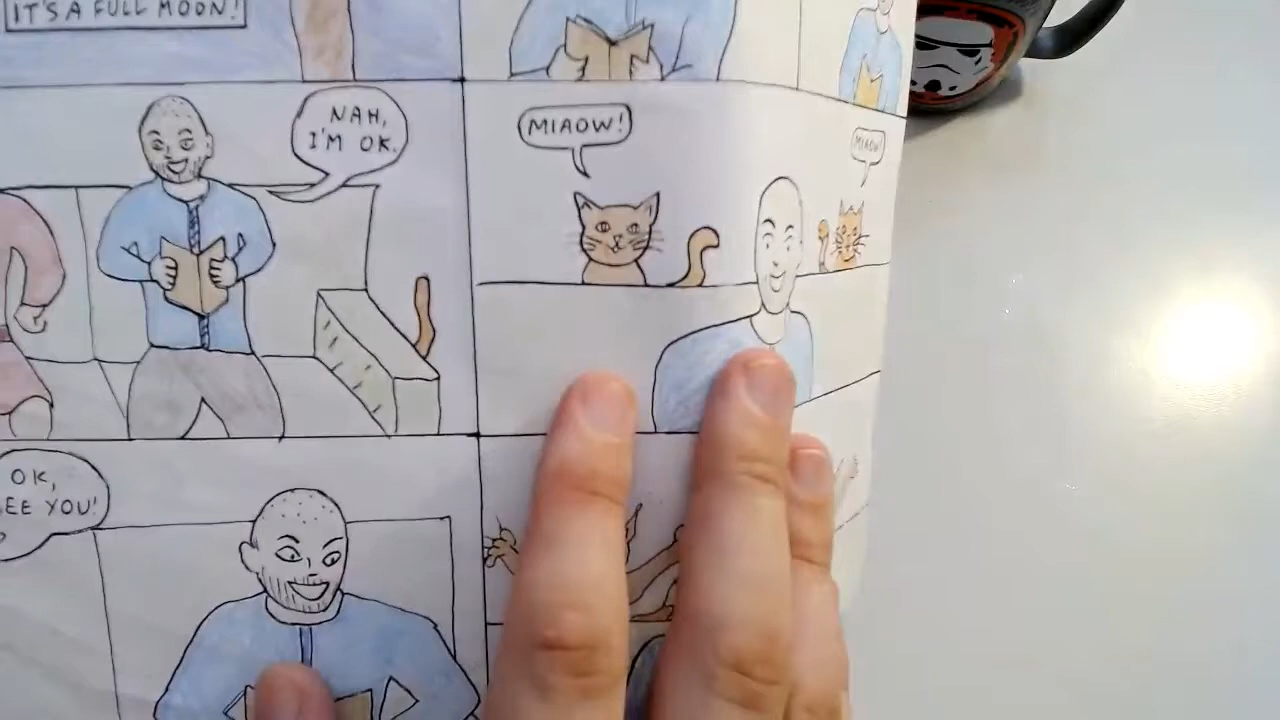 IT'S A FULL MOON!
NAH,
I'M OK.
MIAOW!
MIAOW!
OK,
EE YOU!